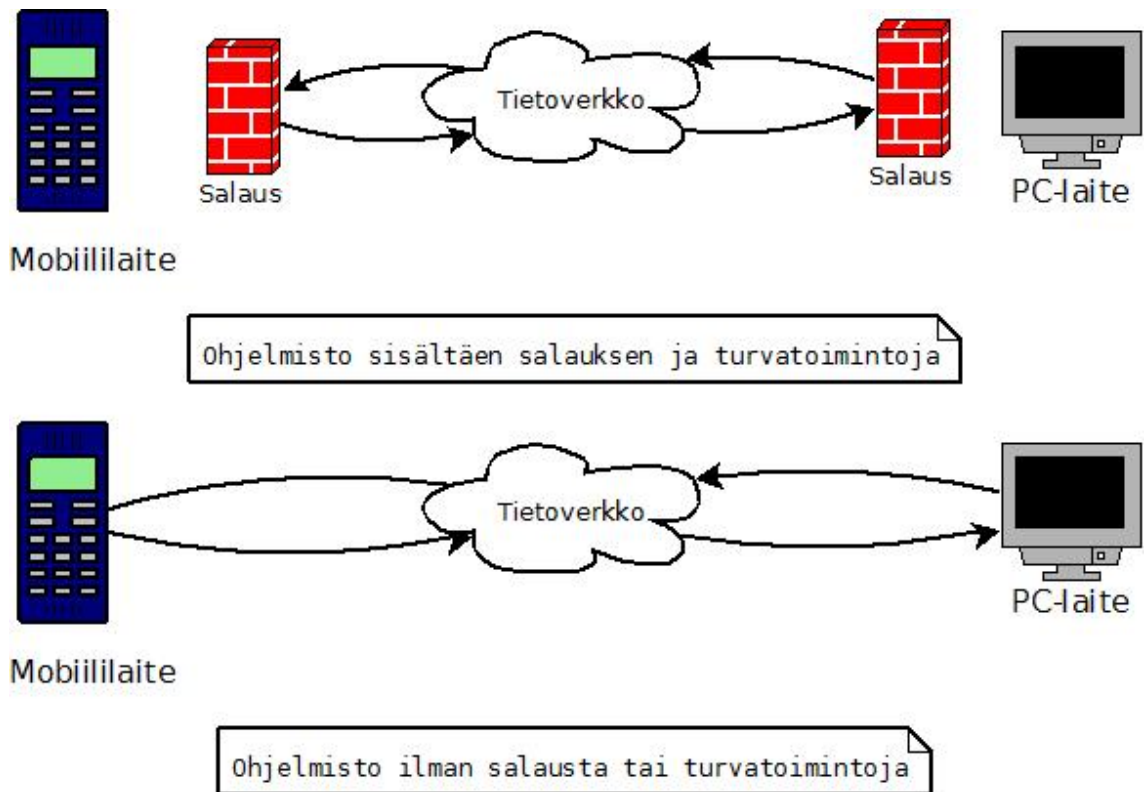 Tietoverkko
Salaus
Salaus
PC-laite
Mobiililaite
Ohjelmisto sisältäen salauksen ja turvatoimintoja
Tietoverkko
PC-laite
Mobiililaite
Ohjelmisto ilman salausta tai turvatoimintoja